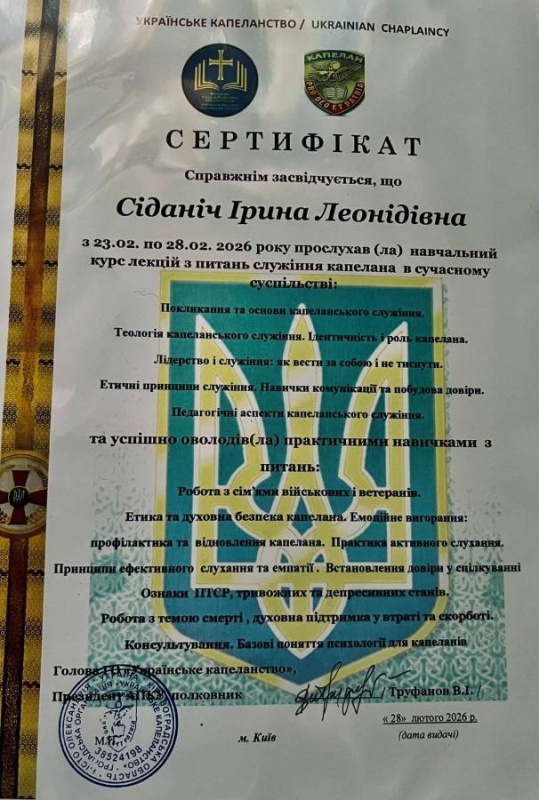 УКРАЇНСЬКЕ КАПЕЛАНСТВО / UKRAINIAN CHAPLAINCY
КАПЕЛАН
PRO DEO ET PATRIA
СЕРТИФІКАТ
Справжнім засвідчується, що
Сіданіч Ірина Леонідівна
з 23.02. по 28.02. 2026 року прослухав (ла) навчальний
курс лекцій з питань служіння капелана в сучасному
суспільстві:
Покликання та основи капеланського служіння.
Теологія капеланського служіння. Ідентичність і роль капелана.
Лідерство і служіння: як вести за собою і не тиснути.
Етичні принципи служіння. Навички комунікації та побудова довіри.
Педагогічні аспекти капеланського служіння.
та успішно оволодів(ла) практичними навичками з
питань:
Робота з сім'ями військових і ветеранів.
Етика та духовна безпека капелана. Емоційне вигорання:
профілактика та відновлення капелана. Практика активного слухання.
Принципи ефективного слухання та емпатії . Встановлення довіри у спілкуванні
Ознаки ПТСР, тривожних та депресивних станів.
Робота з темою смерті , духовна підтримка у втраті та скорботі.
Консультування. Базові поняття психології для капеланів
Голова ГО «Українське капеланство»,
Президент АПКУ, полковник / Труфанов В.І./
« 28» лютого 2026 р.
М.П. м. Київ (дата видачі)
38524198